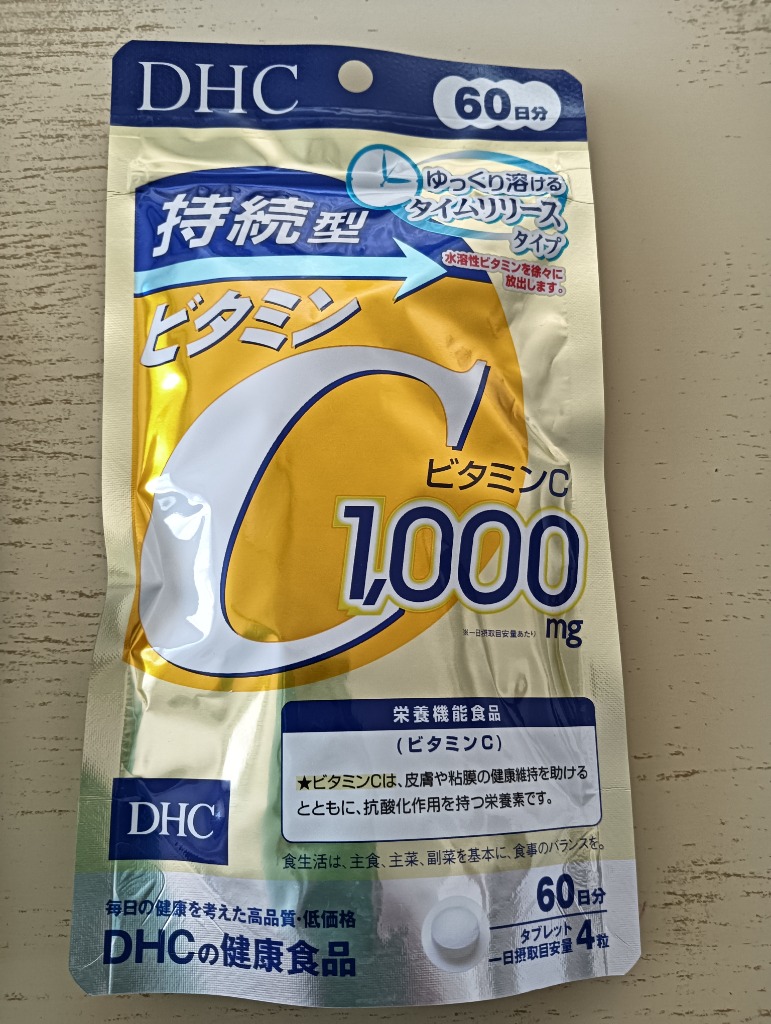 DHC
60日分
ゆっくり溶ける
タイムリリース
タイプ
水溶性ビタミンを徐々に
放出します。
持続型
ビタミン
C
ビタミンC
1,000
mg
※一日摂取目安量あたり
栄養機能食品
(ビタミンC)
★ビタミンCは、皮膚や粘膜の健康維持を助ける
とともに、抗酸化作用を持つ栄養素です。
DHC
食生活は、主食、主菜、副菜を基本に、食事のバランスを。
毎日の健康を考えた高品質・低価格
DHCの健康食品
60日分
タブレット
一日摂取目安量 4粒